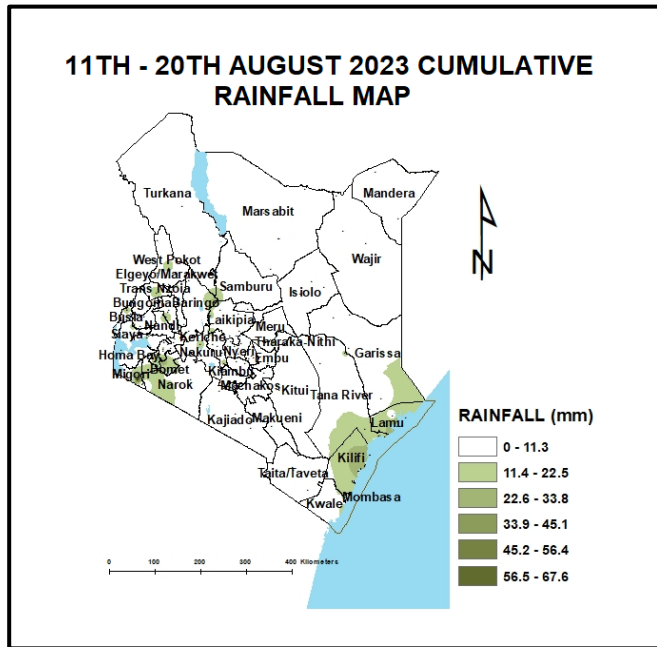 11TH - 20TH AUGUST 2023 CUMULATIVE
RAINFALL MAP
Turkana
Mandera
Marsabit
Wajir
West Pokot
Elgeyo/Marakwet
Samburu
Isiolo
Trans Nzoia
Bungoma
Baringo
Busia
Laikipia
Nandi
Meru
Siaya
Kericho
Tharaka-Nithi
Garissa
Homa Bay
Nakuru
Nyeri
Embu
Bomet
Kiambu
Migori
Narok
Machakos
Kitui
Tana River
Kajiado
Makueni
Lamu
Kilifi
Taita/Taveta
Mombasa
Kwale
N
RAINFALL (mm)
0 - 11.3
11.4 - 22.5
22.6 - 33.8
33.9 - 45.1
45.2 - 56.4
56.5 - 67.6
0 100 200 400 Kilometers